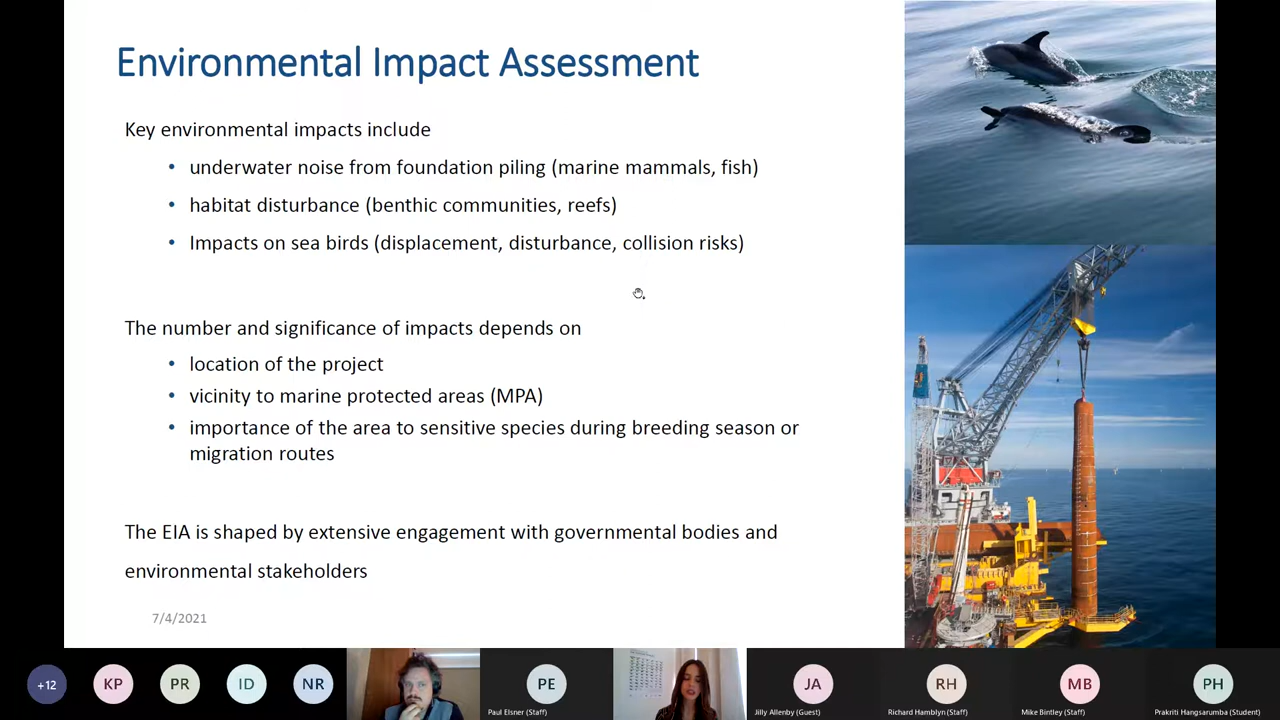 Environmental Impact Assessment
Key environmental impacts include
• underwater noise from foundation piling (marine mammals, fish)
• habitat disturbance (benthic communities, reefs)
• Impacts on sea birds (displacement, disturbance, collision risks)
The number and significance of impacts depends on
• location of the project
• vicinity to marine protected areas (MPA)
• importance of the area to sensitive species during breeding season or
migration routes
The EIA is shaped by extensive engagement with governmental bodies and
environmental stakeholders
7/4/2021
+12
KP
PR
ID
NR
PE
JA
RH
MB
PH
Paul Elsner (Staff)
Jilly Allenby (Guest)
Richard Hamblyn (Staff)
Mike Bintley (Staff)
Prakriti Hangsarumba (Student)